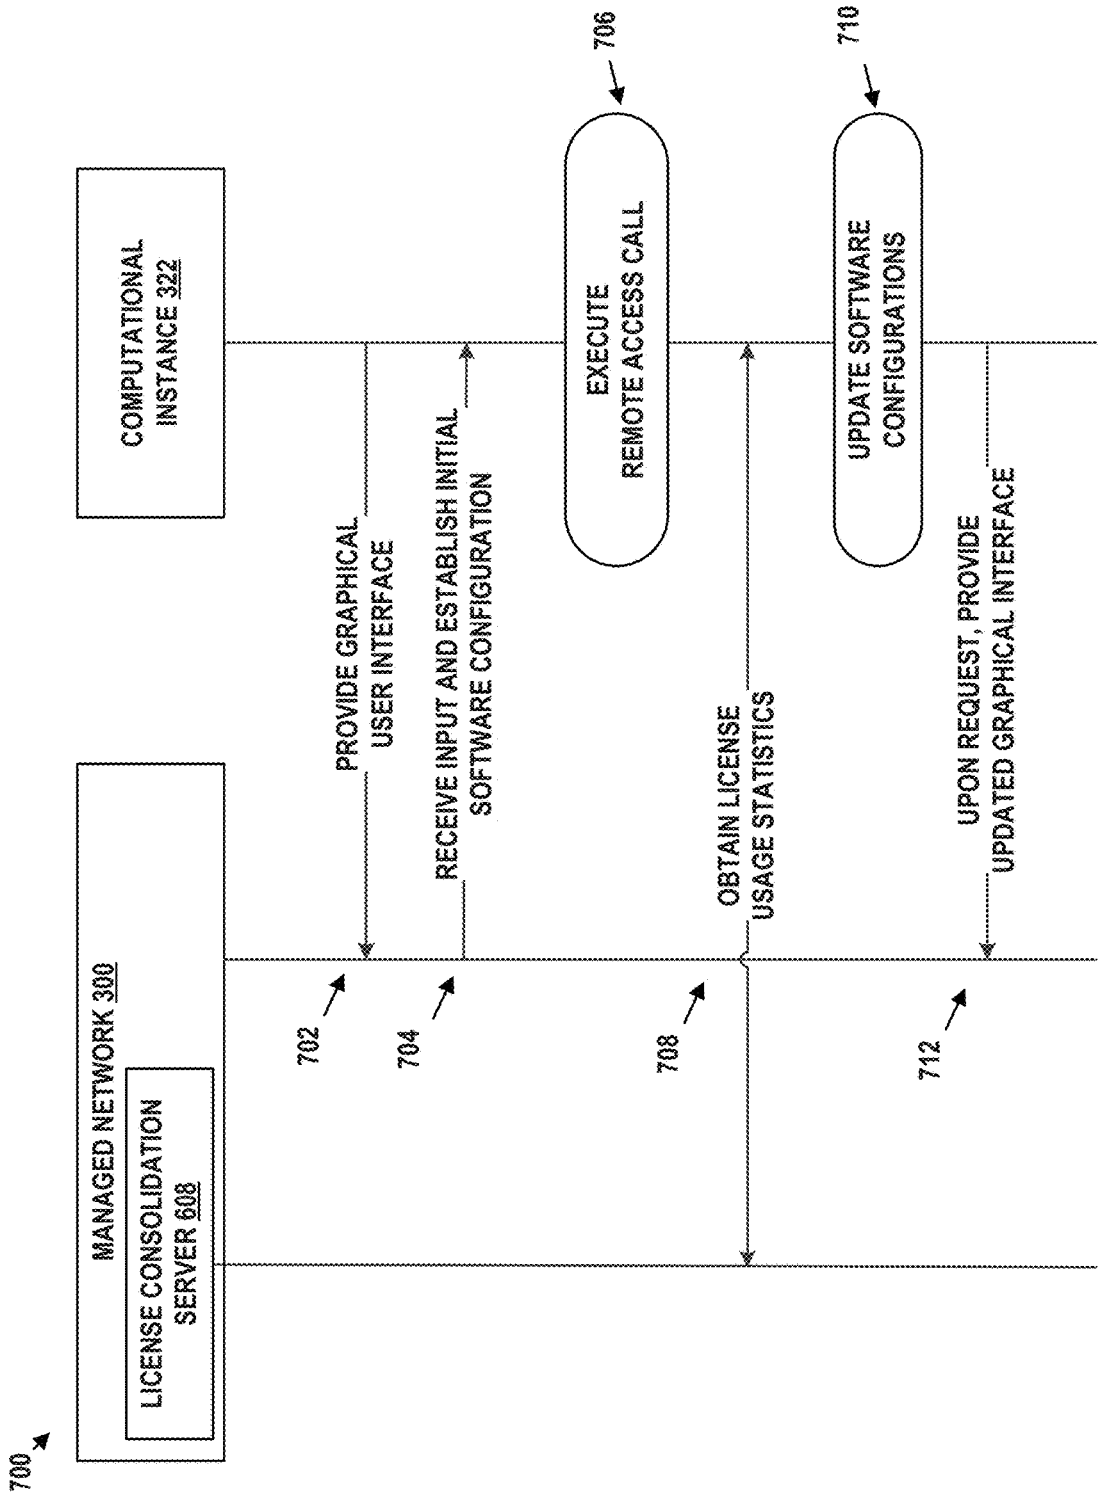 700
MANAGED NETWORK 300
LICENSE CONSOLIDATION
SERVER 608
COMPUTATIONAL
INSTANCE 322
702
PROVIDE GRAPHICAL
USER INTERFACE
704
RECEIVE INPUT AND ESTABLISH INITIAL
SOFTWARE CONFIGURATION
EXECUTE
REMOTE ACCESS CALL
706
708
OBTAIN LICENSE
USAGE STATISTICS
UPDATE SOFTWARE
CONFIGURATIONS
710
712
UPON REQUEST, PROVIDE
UPDATED GRAPHICAL INTERFACE